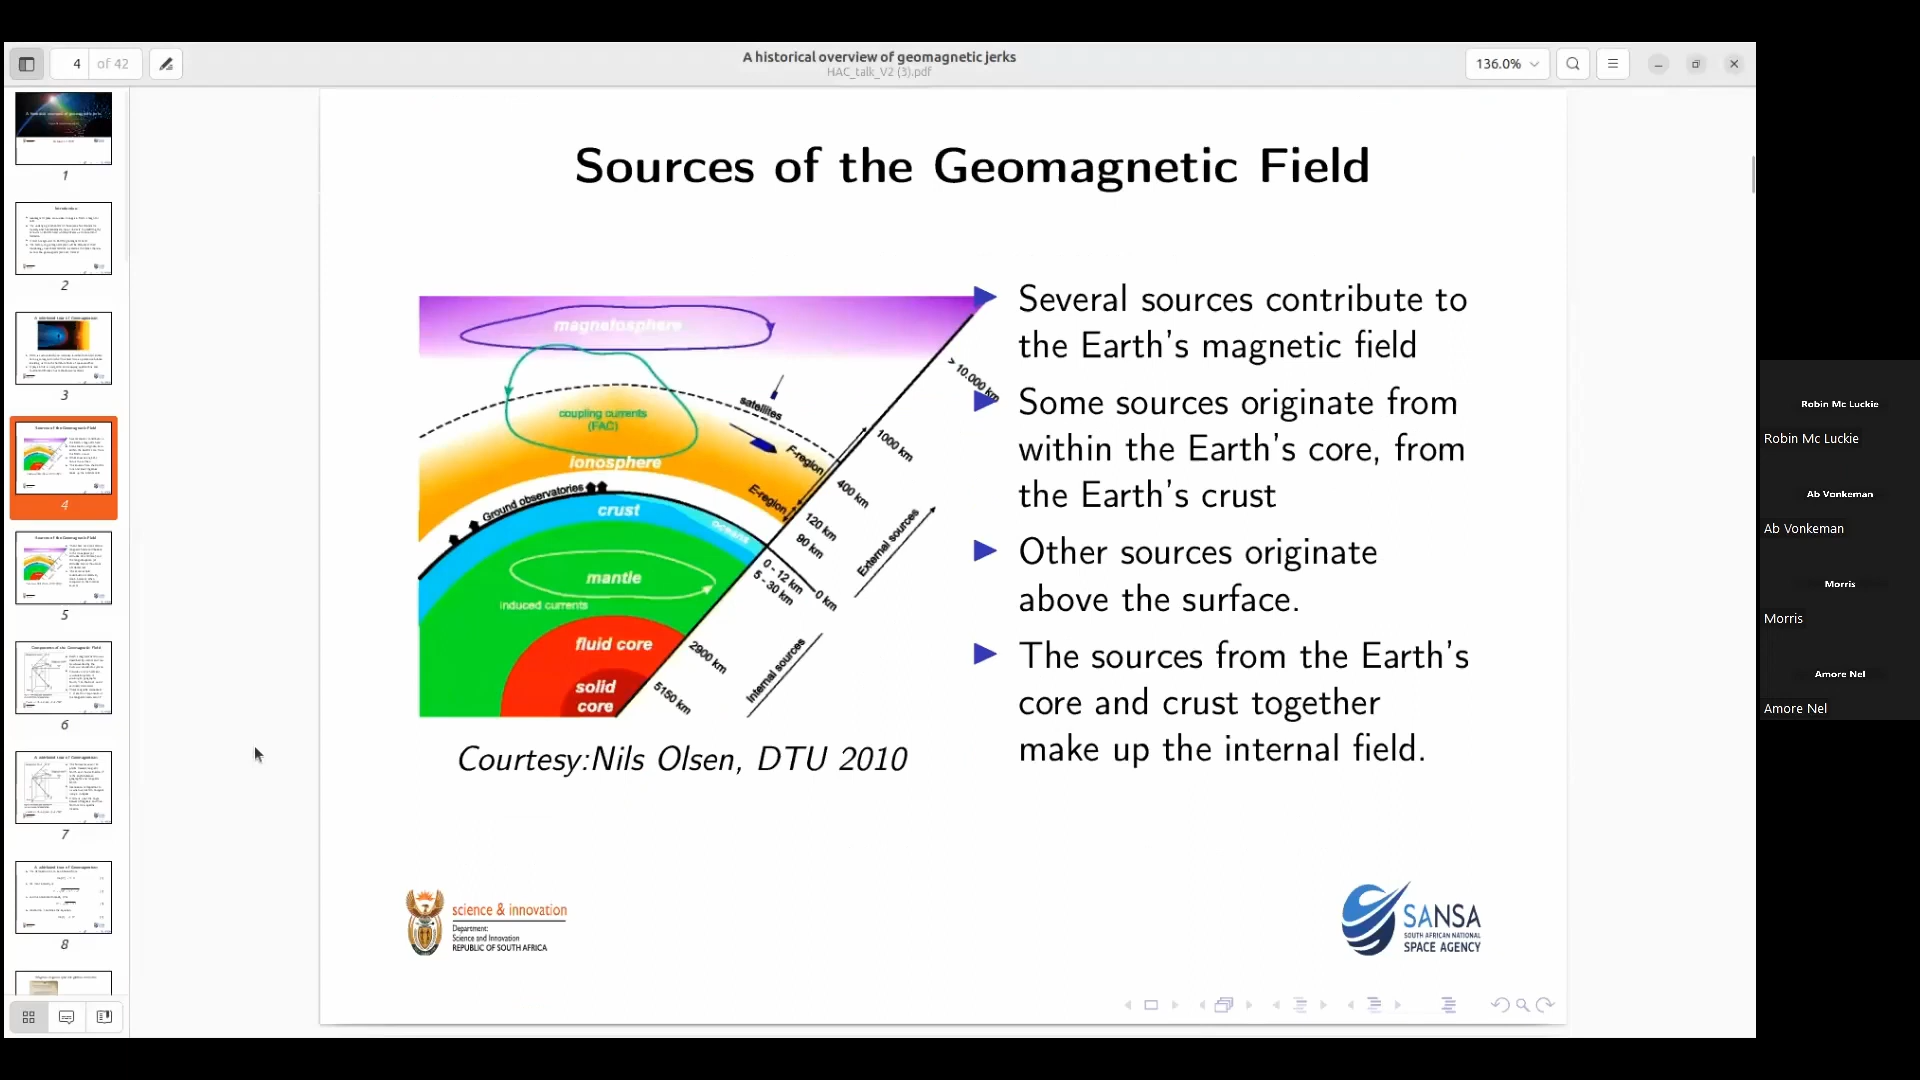 A historical overview of geomagnetic jerks
HAC_talk_V2 (3).pdf
4 of 42
136.0%
1
2
3
4
5
6
7
8
Sources of the Geomagnetic Field
magnetosphere
coupling currents
(FAC)
ionosphere
satellites
F-region
E-region
Ground observatories
crust
oceans
mantle
induced currents
fluid core
solid
core
> 10.000 km
1000 km
400 km
120 km
90 km
0 - 12 km
5 - 30 km
0 km
2900 km
5150 km
External sources
Internal sources
Courtesy:Nils Olsen, DTU 2010
Several sources contribute to
the Earth's magnetic field
Some sources originate from
within the Earth's core, from
the Earth's crust
Other sources originate
above the surface.
The sources from the Earth's
core and crust together
make up the internal field.
science & innovation
Department:
Science and Innovation
REPUBLIC OF SOUTH AFRICA
SANSA
SOUTH AFRICAN NATIONAL
SPACE AGENCY
Robin Mc Luckie
Robin Mc Luckie
Ab Vonkeman
Ab Vonkeman
Morris
Morris
Amore Nel
Amore Nel